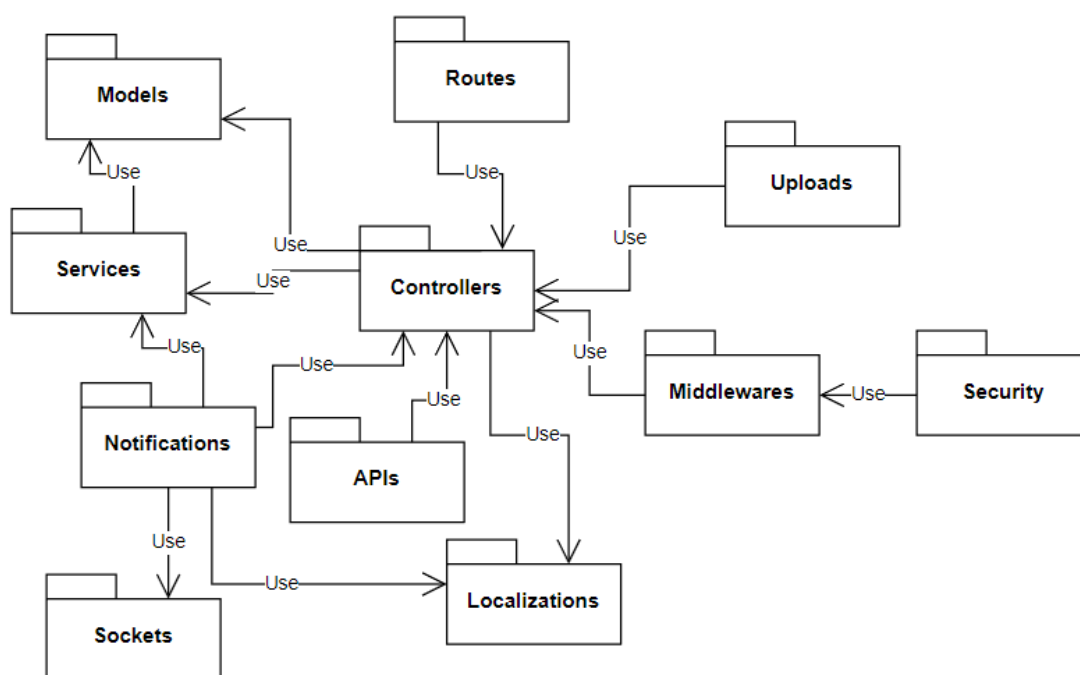 Routes
Models
Use
Use
Uploads
Use
Use
Services
Use
Controllers
Use
Use
Use
Use
Middlewares
Use
Security
Use
Notifications
Use
APIs
Use
Use
Localizations
Sockets